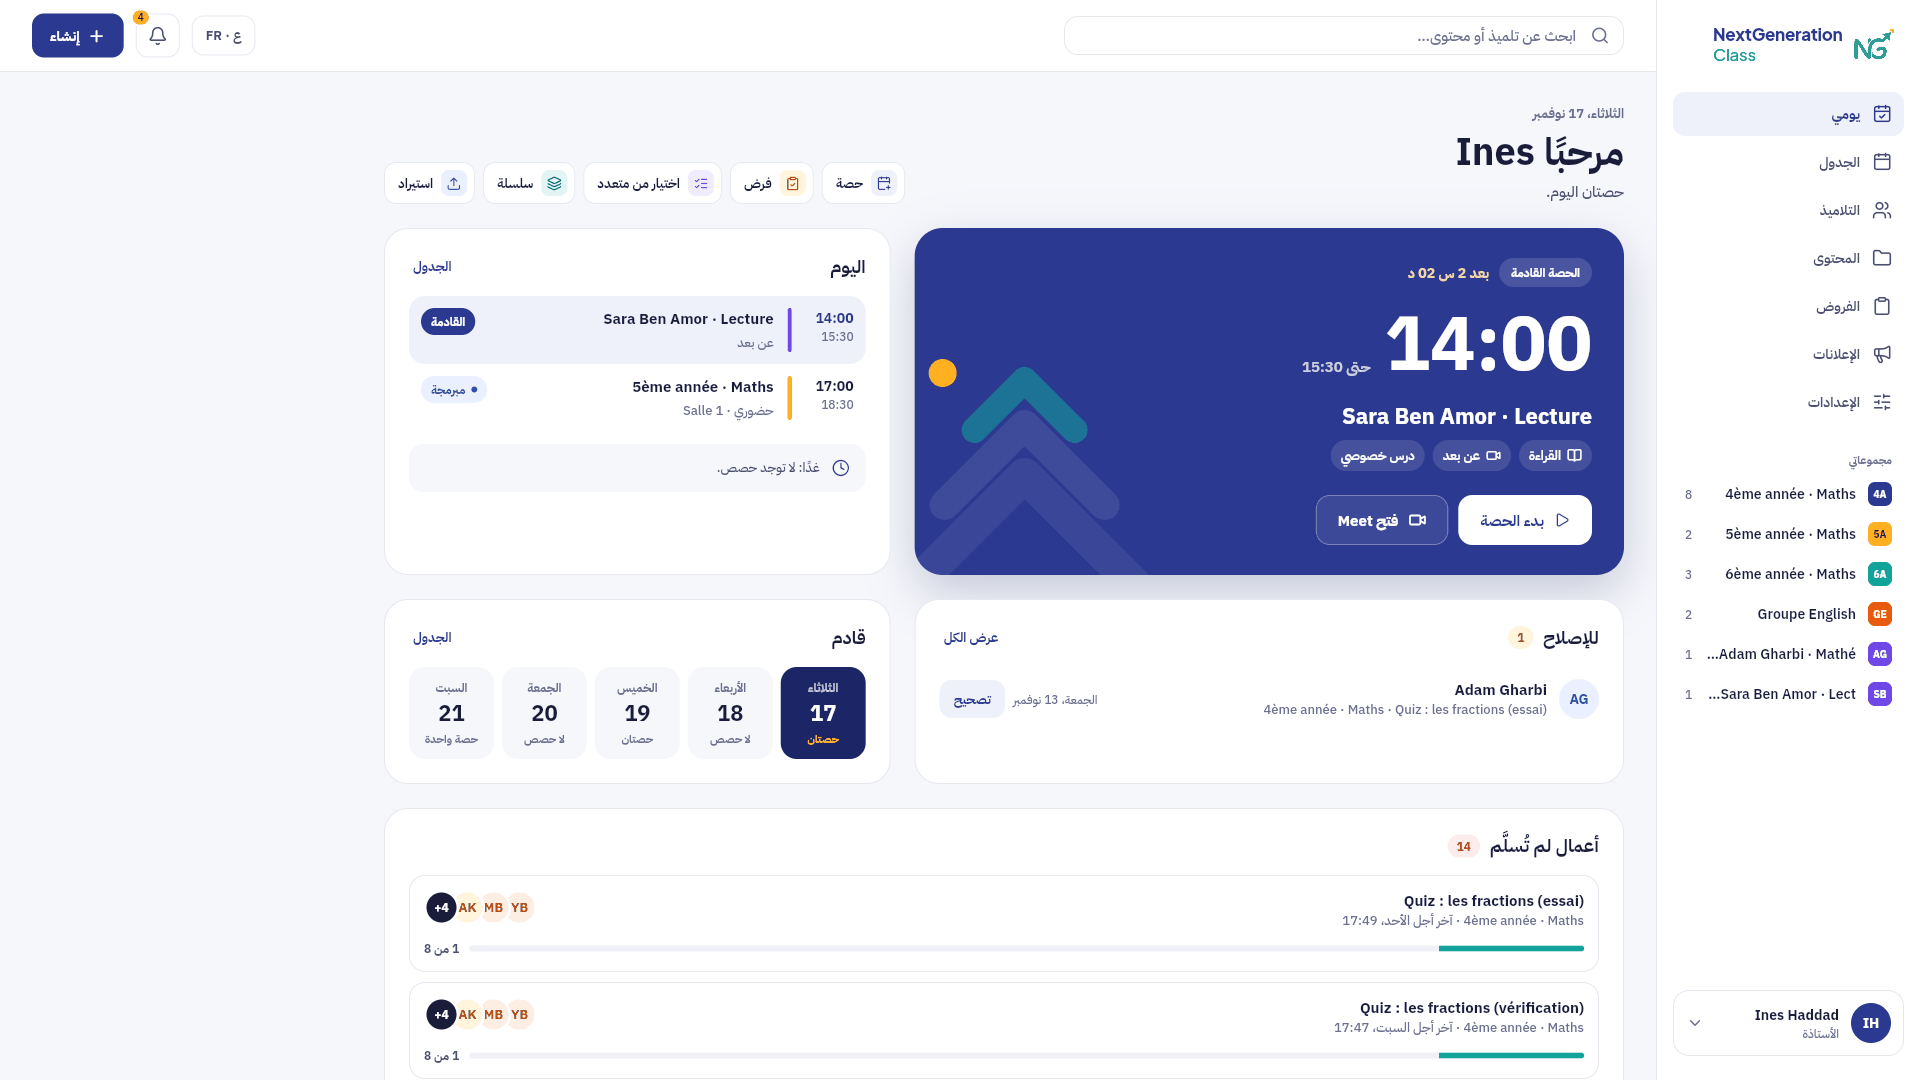 NextGeneration
Class
NG
ابحث عن تلميذ أو محتوى...
ع · FR
4
إنشاء
يومي
الجدول
التلاميذ
المحتوى
الفروض
الإعلانات
الإعدادات
مجموعاتي
4A 4ème année · Maths 8
5A 5ème année · Maths 2
6A 6ème année · Maths 3
GE Groupe English 2
AG Adam Gharbi · Mathé... 1
SB Sara Ben Amor · Lect... 1
IH Ines Haddad
الأستاذة
الثلاثاء، 17 نوفمبر
مرحبًا Ines
حصتان اليوم.
حصة
فرض
اختيار من متعدد
سلسلة
استيراد
الحصة القادمة بعد 2 س 02 د
14:00 حتى 15:30
Sara Ben Amor · Lecture
القراءة
عن بعد
درس خصوصي
بدء الحصة
فتح Meet
اليوم
الجدول
14:00 Sara Ben Amor · Lecture القادمة
15:30 عن بعد
17:00 5ème année · Maths مبرمجة
18:30 حضوري · Salle 1
غدًا: لا توجد حصص.
للإصلاح 1
عرض الكل
AG Adam Gharbi
4ème année · Maths · Quiz : les fractions (essai)
الجمعة، 13 نوفمبر
تصحيح
قادم
الجدول
الثلاثاء 17 حصتان
الأربعاء 18 لا حصص
الخميس 19 حصتان
الجمعة 20 لا حصص
السبت 21 حصة واحدة
أعمال لم تُسلَّم 14
Quiz : les fractions (essai)
4ème année · Maths · آخر أجل الأحد، 17:49
YB MB AK +4
1 من 8
Quiz : les fractions (vérification)
4ème année · Maths · آخر أجل السبت، 17:47
YB MB AK +4
1 من 8